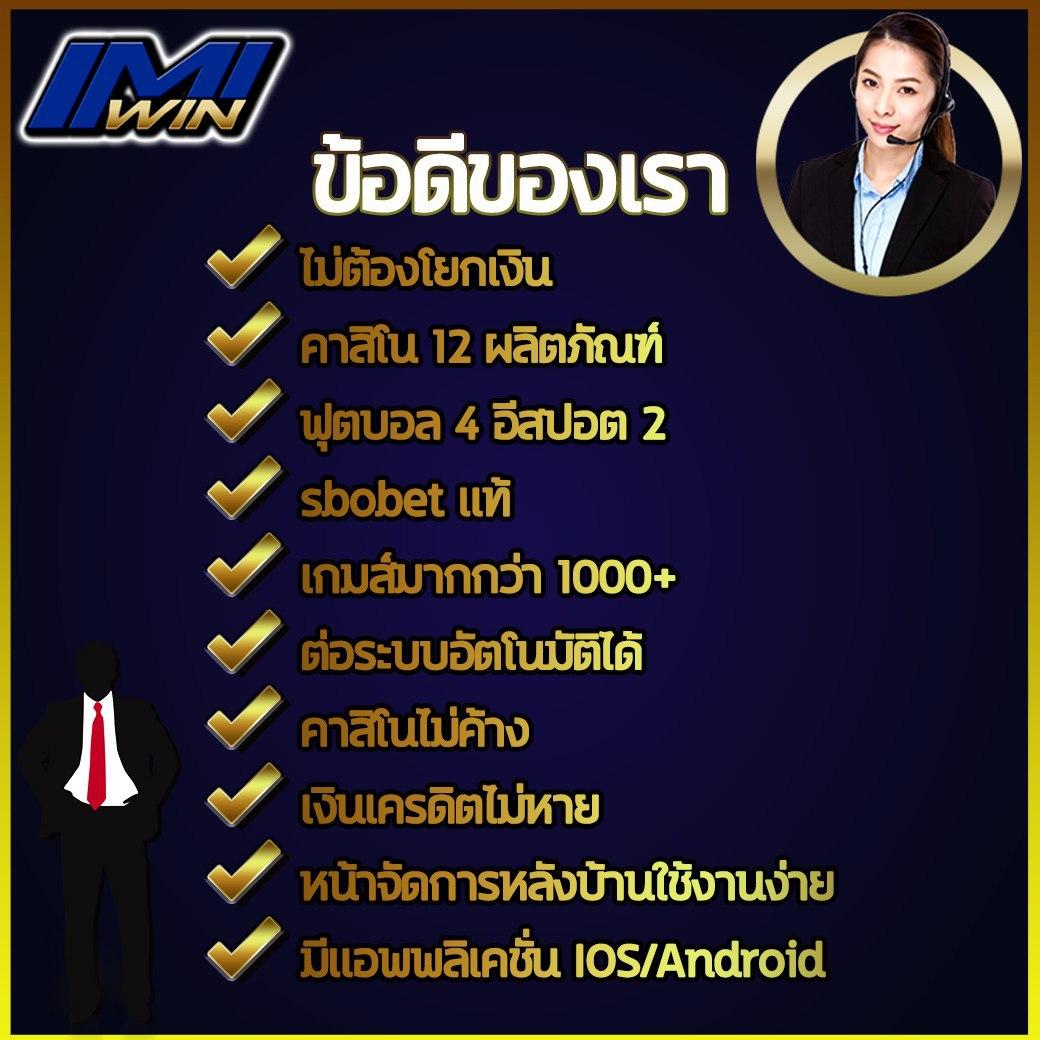 IMI
WIN
ข้อดีของเรา
ไม่ต้องโยกเงิน
คาสิโน 12 ผลิตภัณฑ์
ฟุตบอล 4 อีสปอต 2
sbobet แท้
เกมส์มากกว่า 1000+
ต่อระบบอัตโนมัติได้
คาสิโนไม่ค้าง
เงินเครดิตไม่หาย
หน้าจัดการหลังบ้านใช้งานง่าย
มีแอพพลิเคชั่น IOS/Android